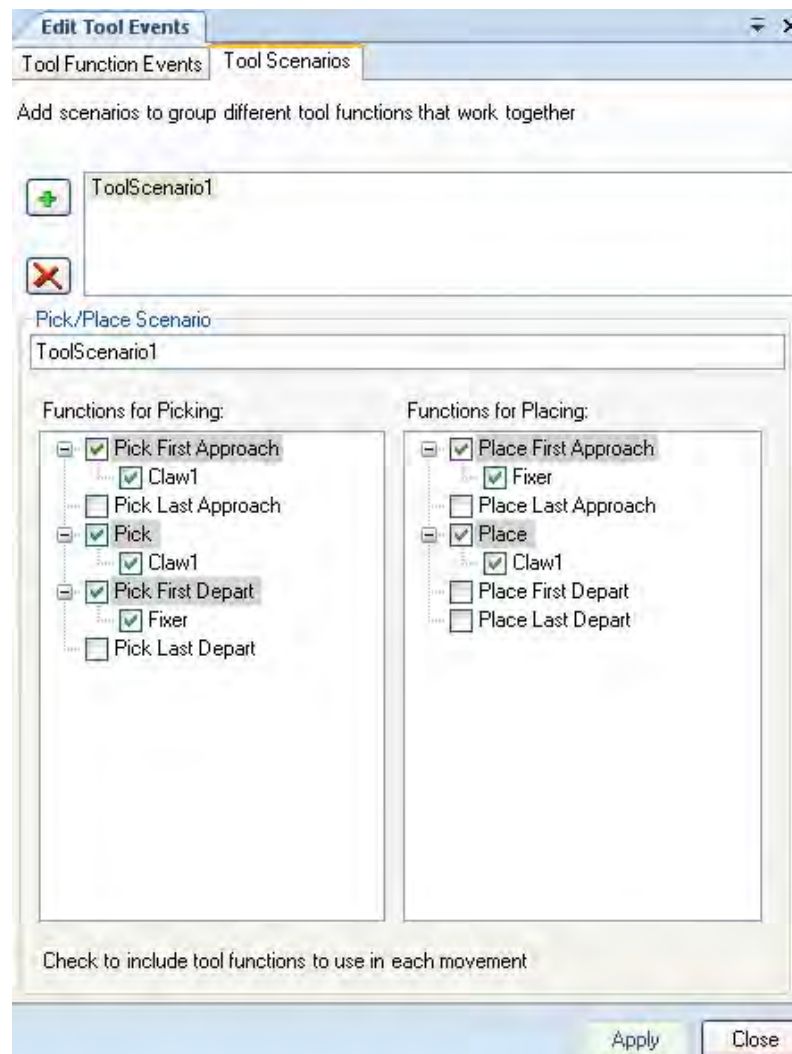 Edit Tool Events
Tool Function Events Tool Scenarios
Add scenarios to group different tool functions that work together
ToolScenario1
Pick/Place Scenario
ToolScenario1
Functions for Picking:
Pick First Approach
Claw1
Pick Last Approach
Pick
Claw1
Pick First Depart
Fixer
Pick Last Depart
Functions for Placing:
Place First Approach
Fixer
Place Last Approach
Place
Claw1
Place First Depart
Place Last Depart
Check to include tool functions to use in each movement
Apply Close